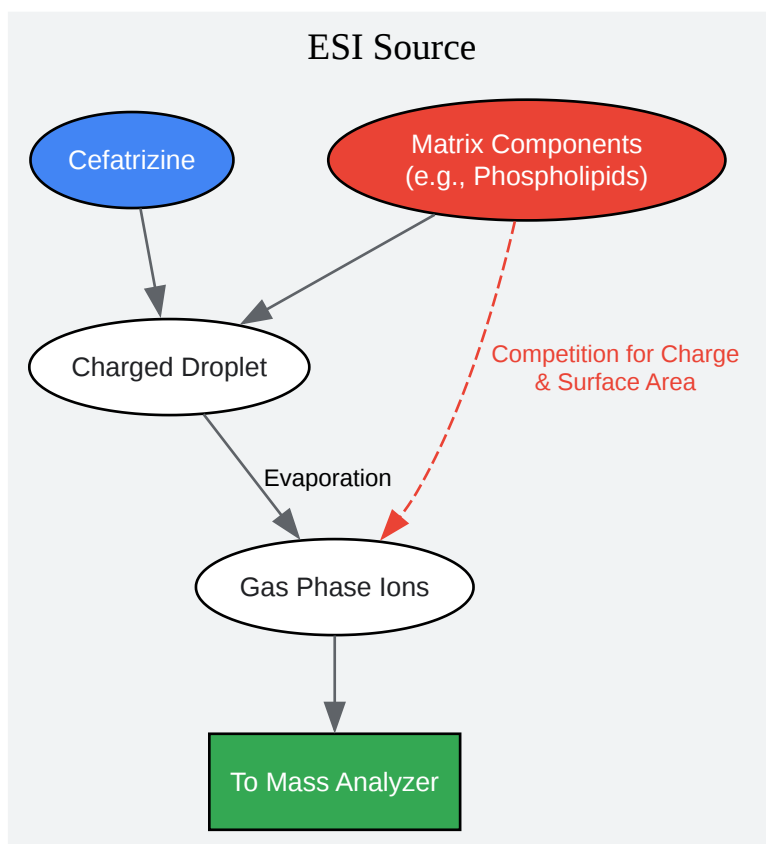 ESI Source
Cefatrizine
Matrix Components
(e.g., Phospholipids)
Competition for Charge
& Surface Area
Charged Droplet
Evaporation
Gas Phase Ions
To Mass Analyzer